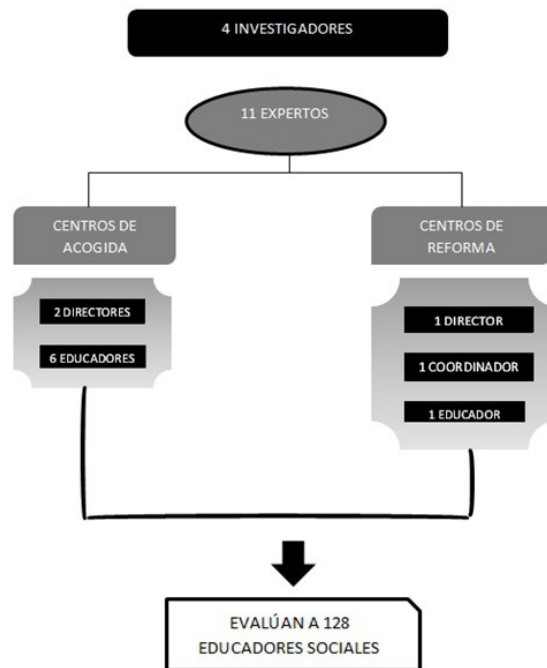 4 INVESTIGADORES
11 EXPERTOS
CENTROS DE
ACOGIDA
2 DIRECTORES
6 EDUCADORES
CENTROS DE
REFORMA
1 DIRECTOR
1 COORDINADOR
1 EDUCADOR
EVALÚAN A 128
EDUCADORES SOCIALES